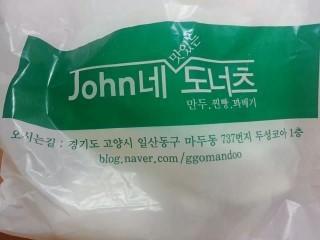 맛있는
John네 도너츠
만두.찐빵.꽈배기
오시는길 : 경기도 고양시 일산동구 마두동 737번지 두성코아 1층
blog.naver.com/ggomandoo